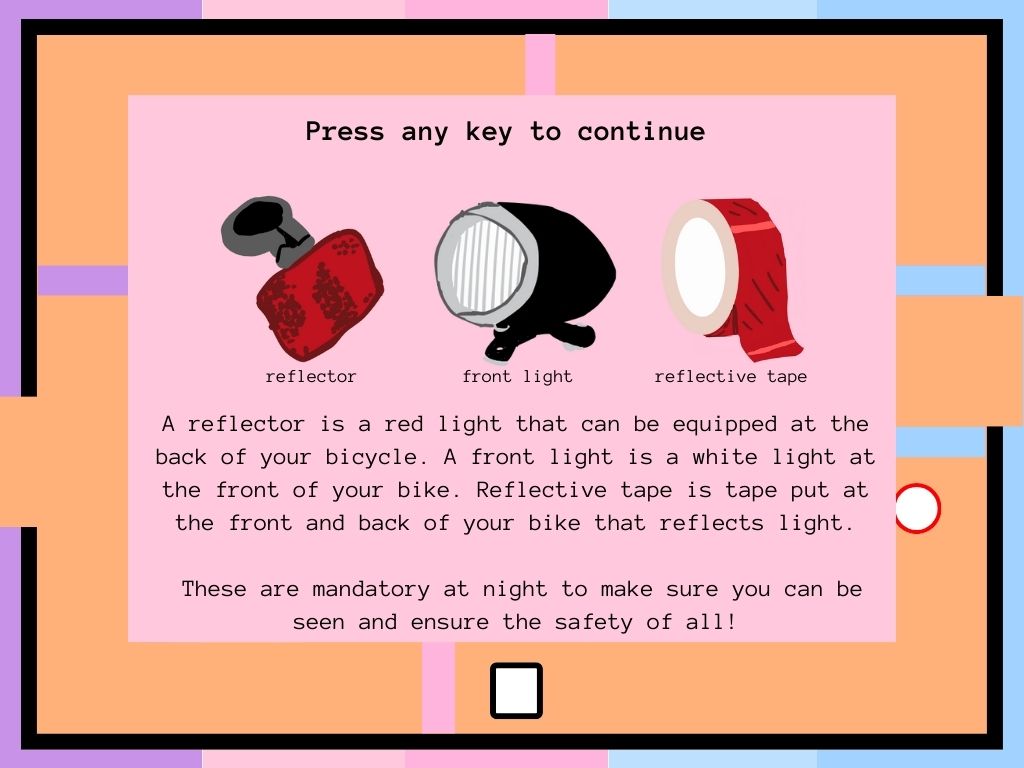 Press any key to continue
reflector
front light
reflective tape
A reflector is a red light that can be equipped at the
back of your bicycle. A front light is a white light at
the front of your bike. Reflective tape is tape put at
the front and back of your bike that reflects light.
These are mandatory at night to make sure you can be
seen and ensure the safety of all!